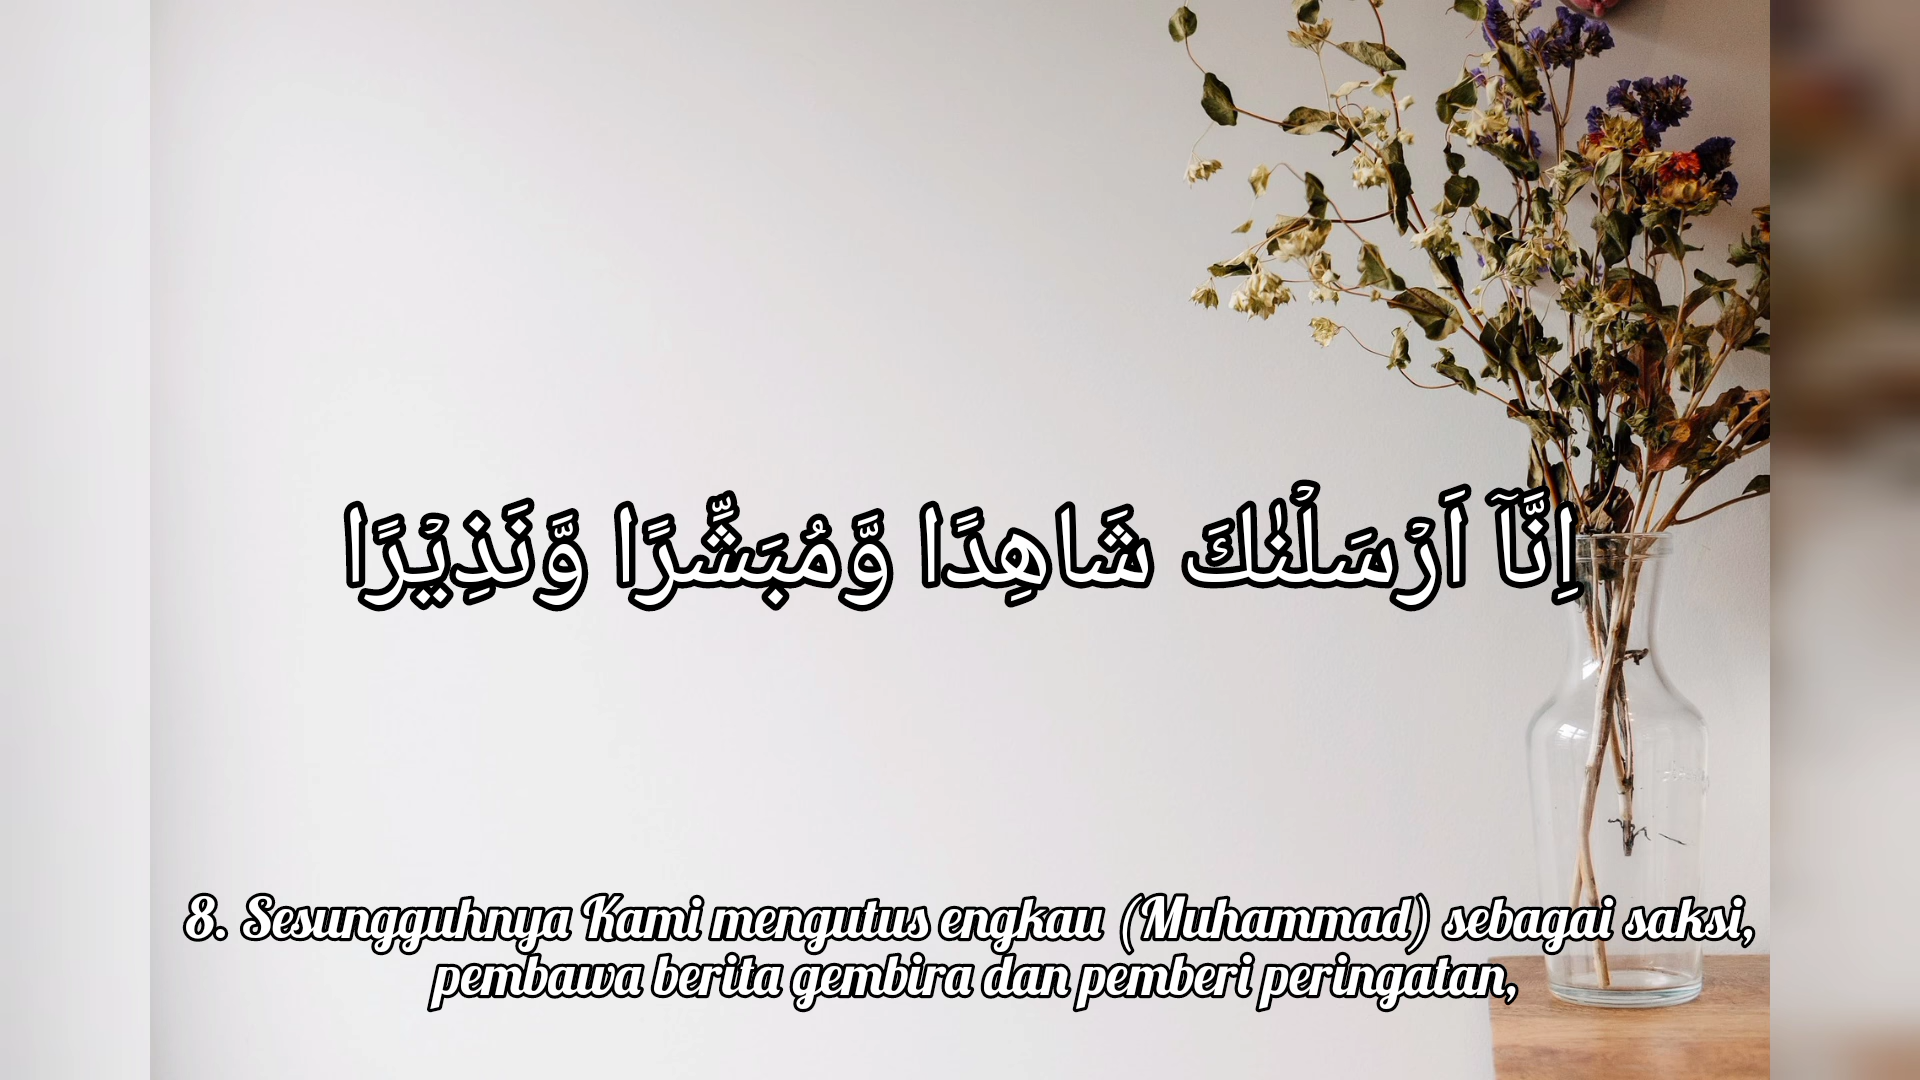 اِنَّآ اَرْسَلْنٰكَ شَاهِدًا وَّمُبَشِّرًا وَّنَذِيْرًا
8. Sesungguhnya Kami mengutus engkau (Muhammad) sebagai saksi,
pembawa berita gembira dan pemberi peringatan,